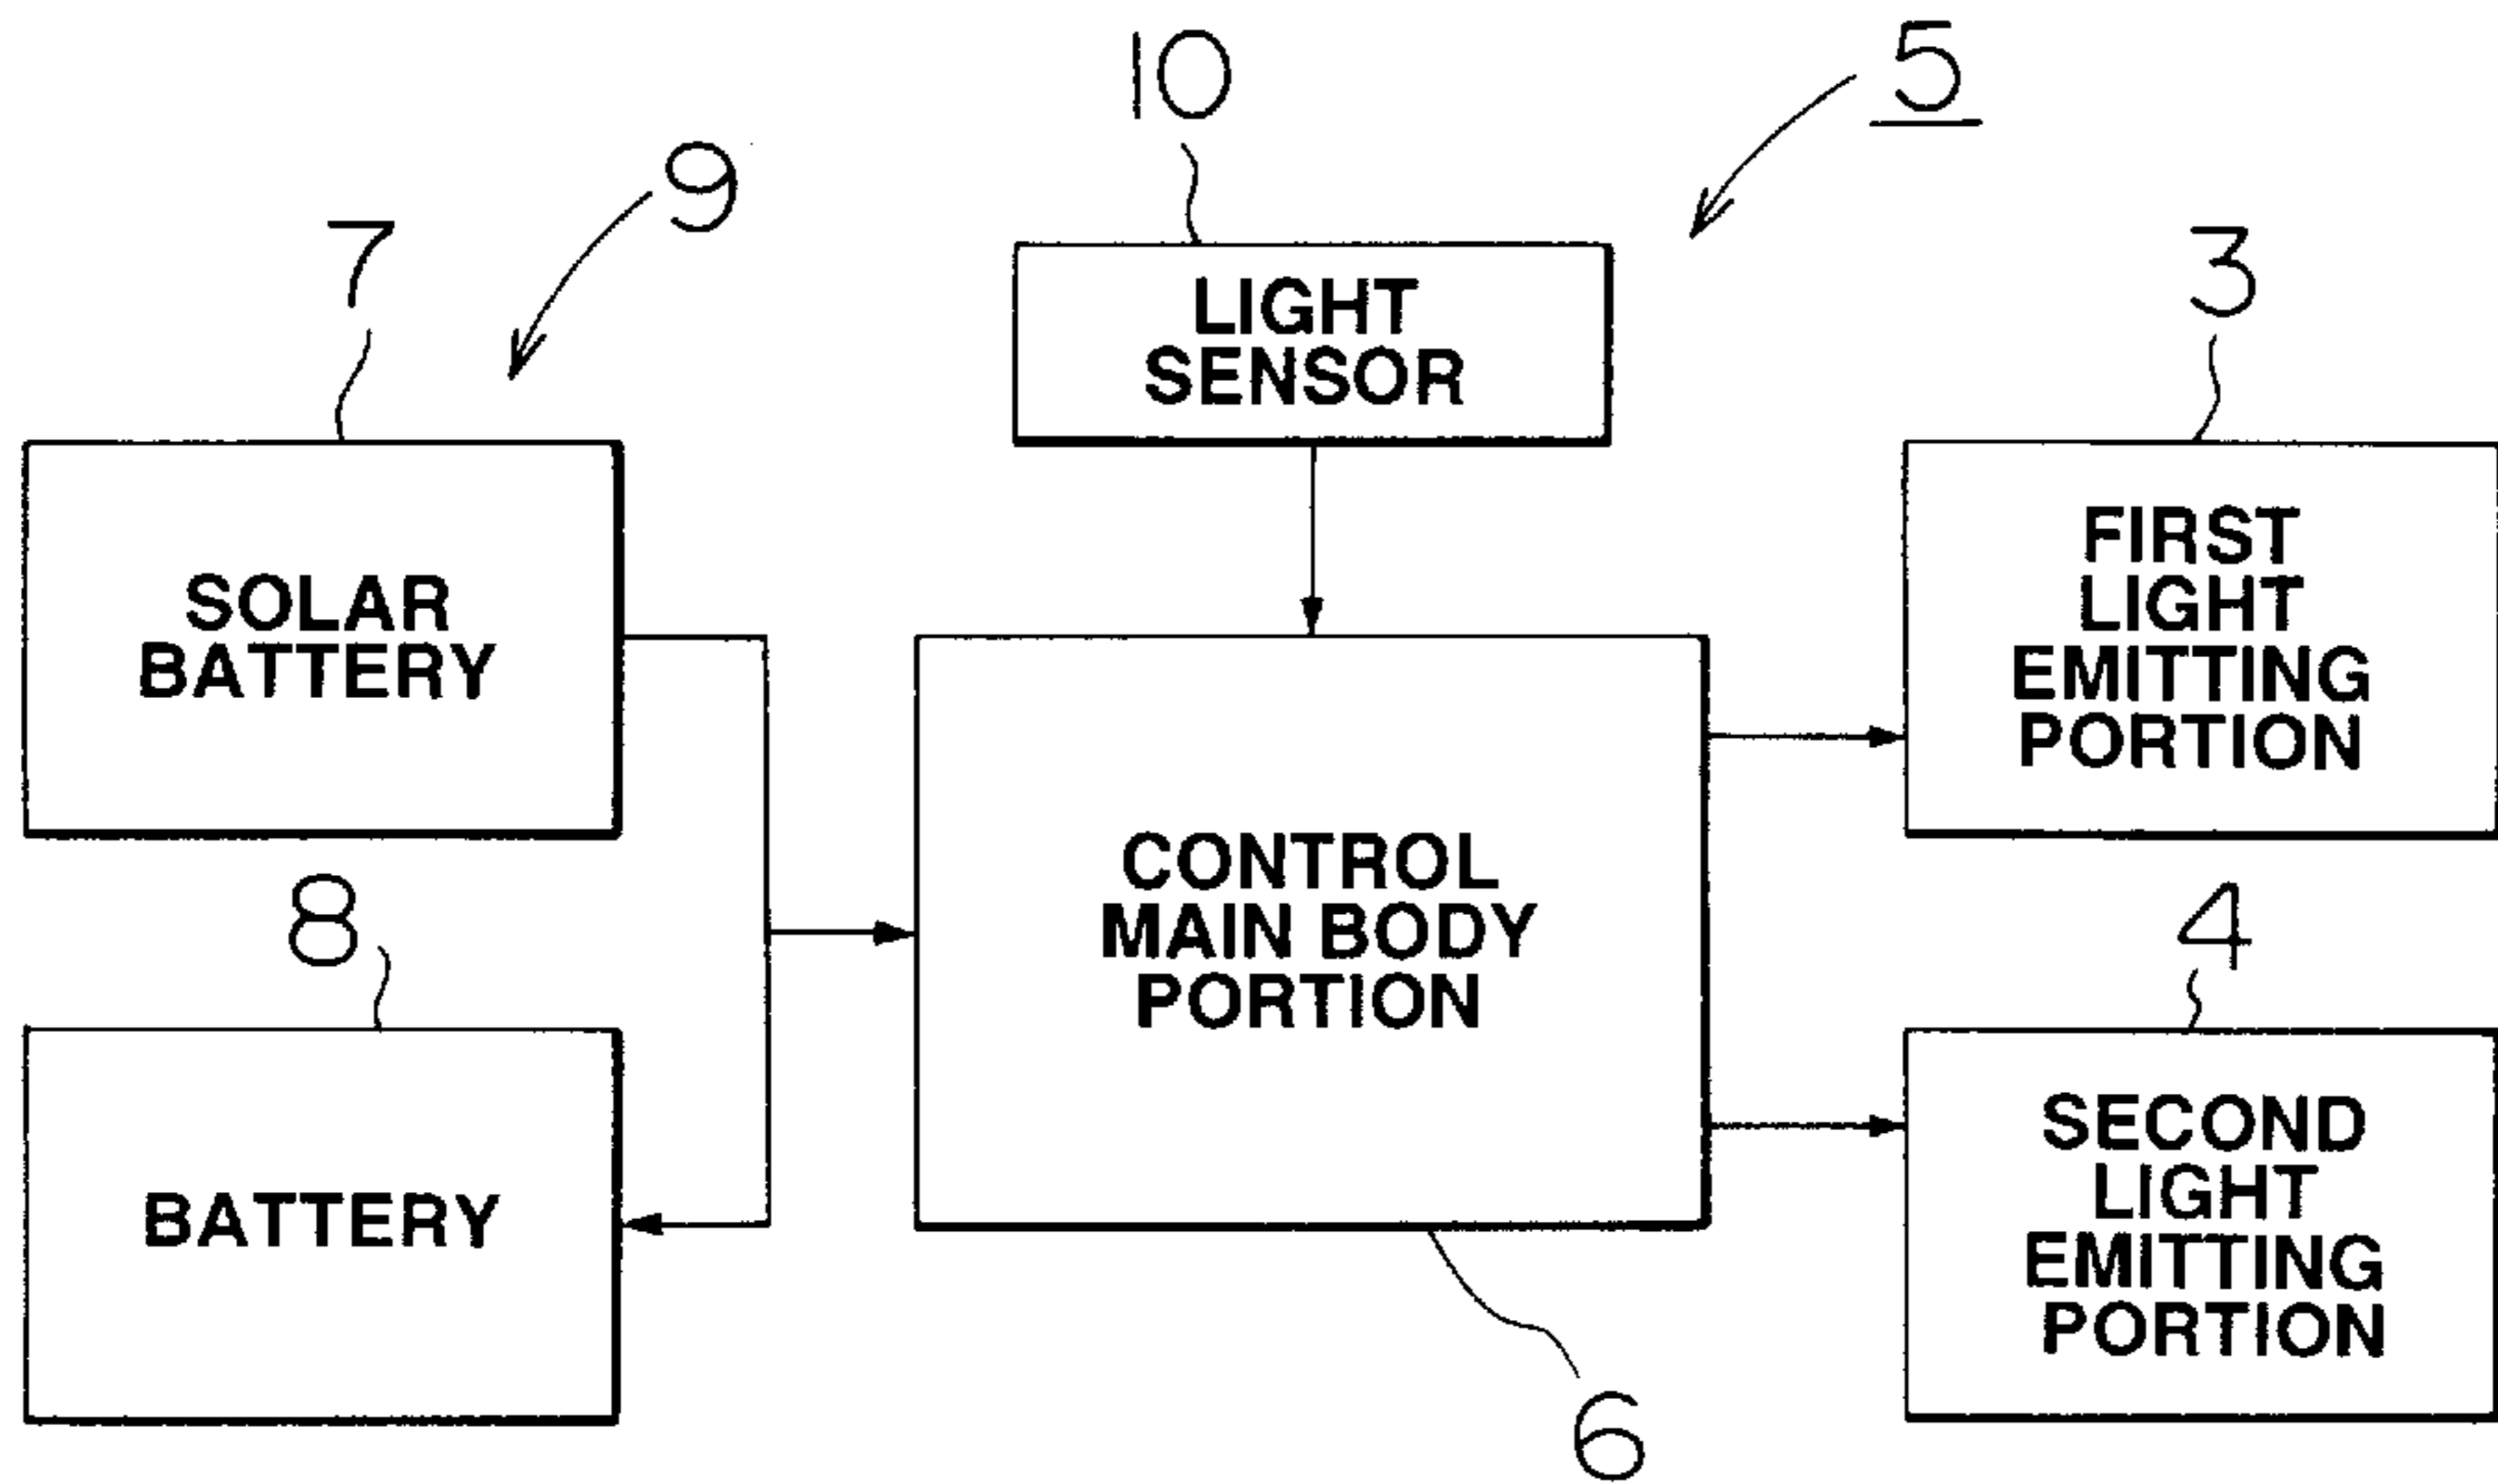 10
5
9
7
3
LIGHT
SENSOR
SOLAR
BATTERY
FIRST
LIGHT
EMITTING
PORTION
CONTROL
MAIN BODY
PORTION
8
4
BATTERY
SECOND
LIGHT
EMITTING
PORTION
6